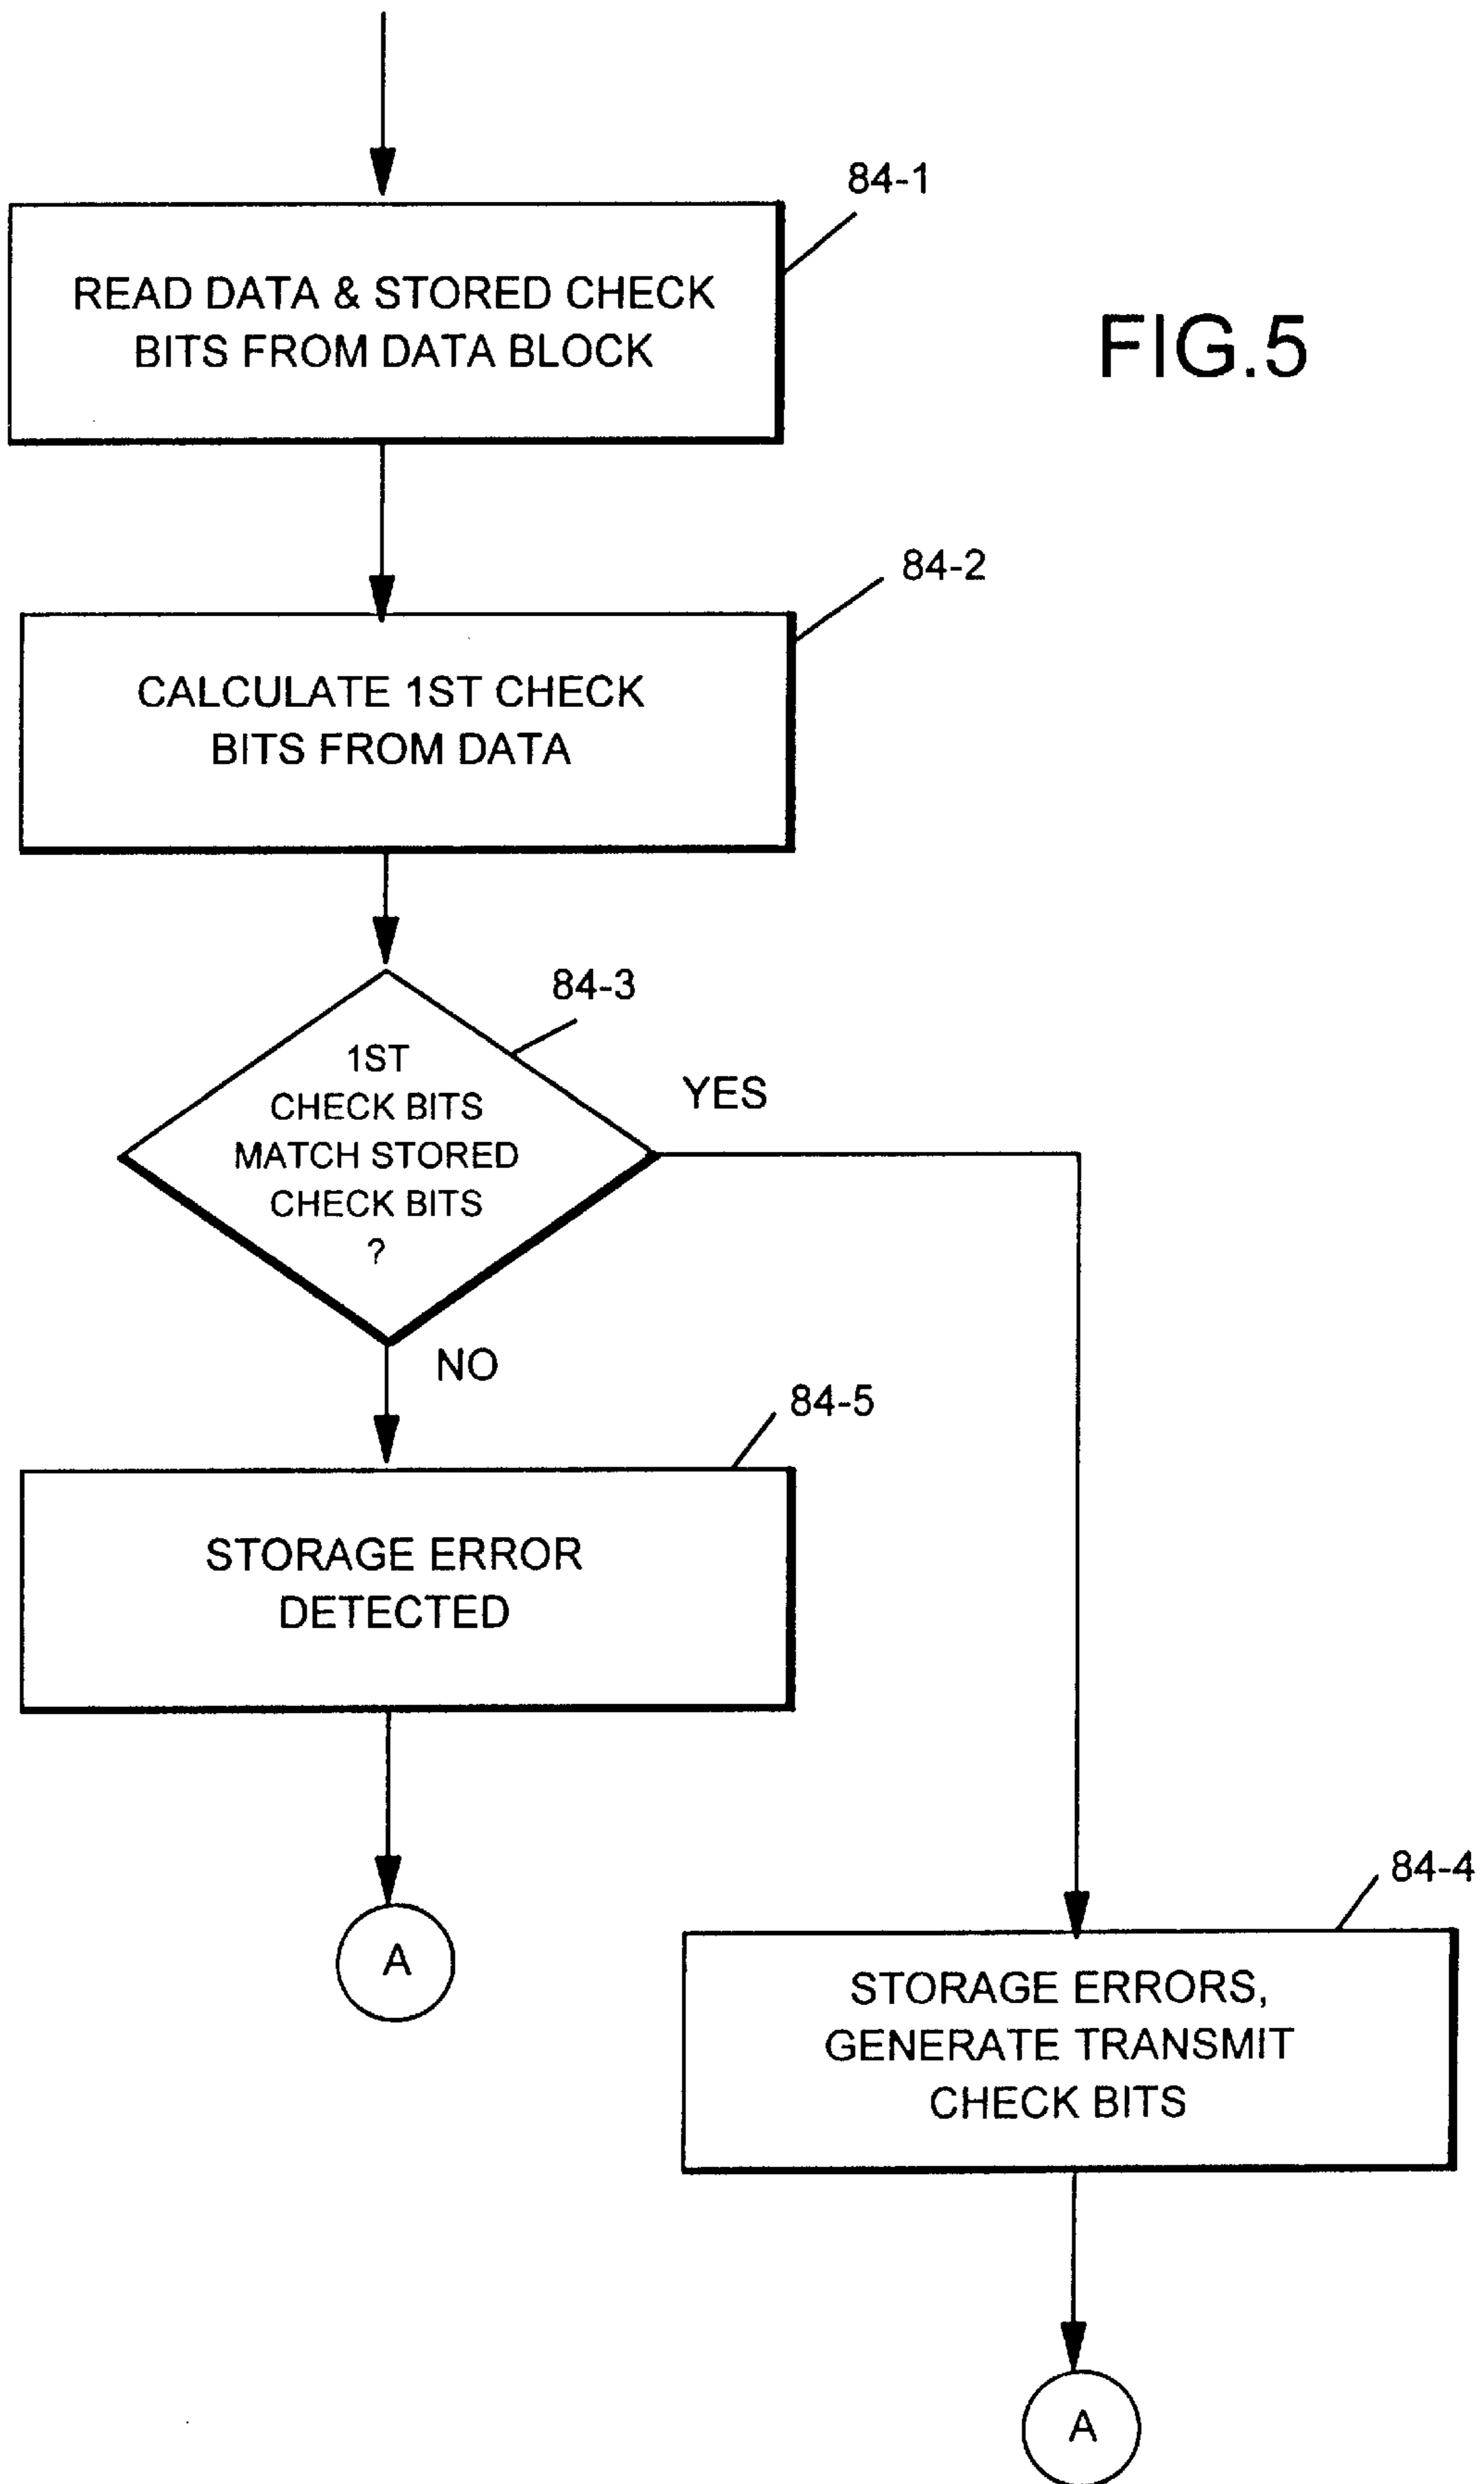 84-1
READ DATA & STORED CHECK
BITS FROM DATA BLOCK
FIG.5
84-2
CALCULATE 1ST CHECK
BITS FROM DATA
84-3
1ST
CHECK BITS
MATCH STORED
CHECK BITS
?
YES
NO
84-5
STORAGE ERROR
DETECTED
A
84-4
STORAGE ERRORS,
GENERATE TRANSMIT
CHECK BITS
A